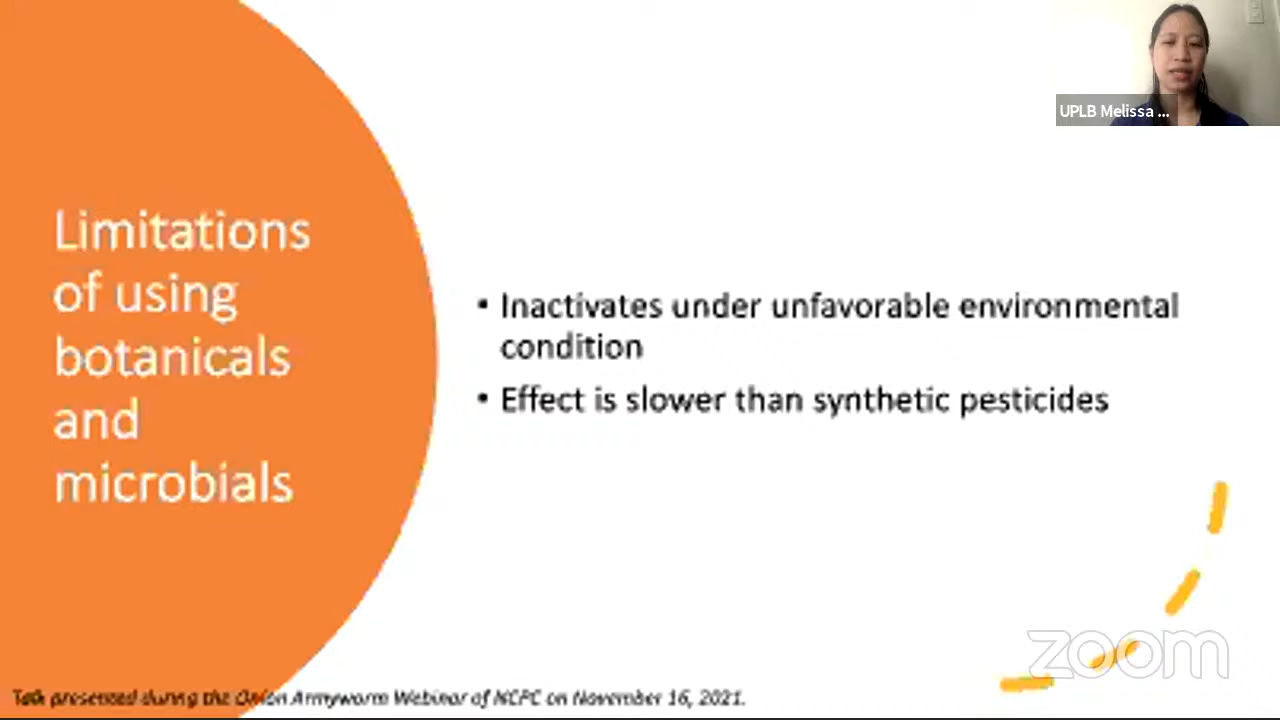 UPLB Melissa ...
Limitations
of using
botanicals
and
microbials
• Inactivates under unfavorable environmental
condition
• Effect is slower than synthetic pesticides
zoom
Talk presented during the Onion Armyworm Webinar of NCPC on November 16, 2021.